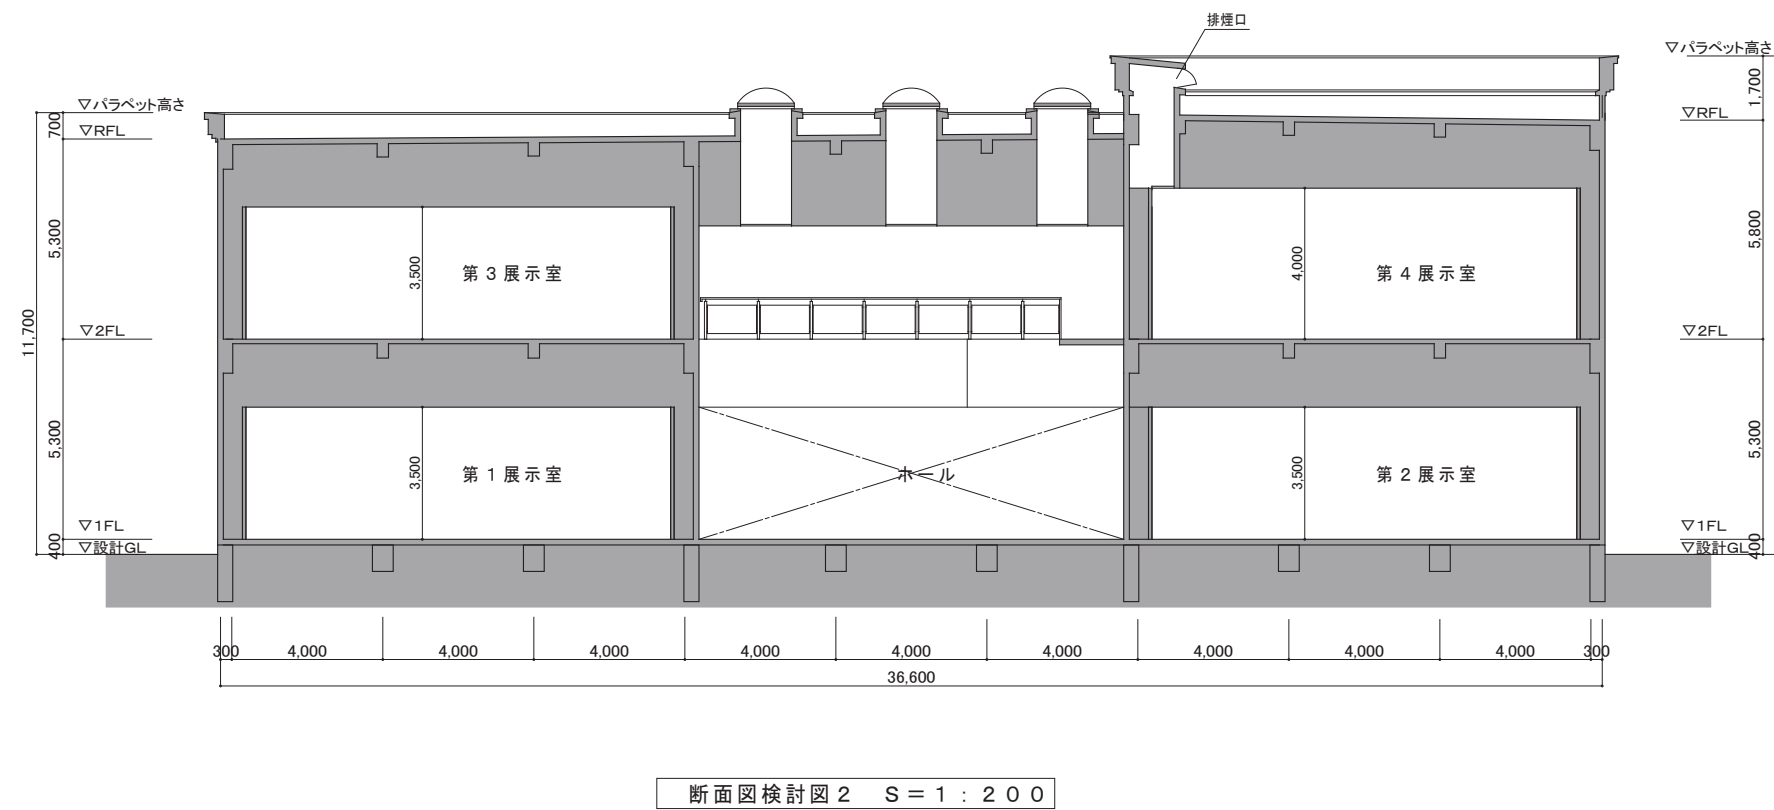 排煙口
▽パラペット高さ
1,700
▽パラペット高さ
700
▽RFL
▽RFL
5,300
5,800
3,500
第３展示室
4,000
第４展示室
11,700
▽2FL
▽2FL
5,300
5,300
3,500
第１展示室
ホール
3,500
第２展示室
▽1FL
▽1FL
400
▽設計GL
▽設計GL
400
300 4,000 4,000 4,000 4,000 4,000 4,000 4,000 4,000 4,000 300
36,600
断面図検討図２　Ｓ＝１：２００